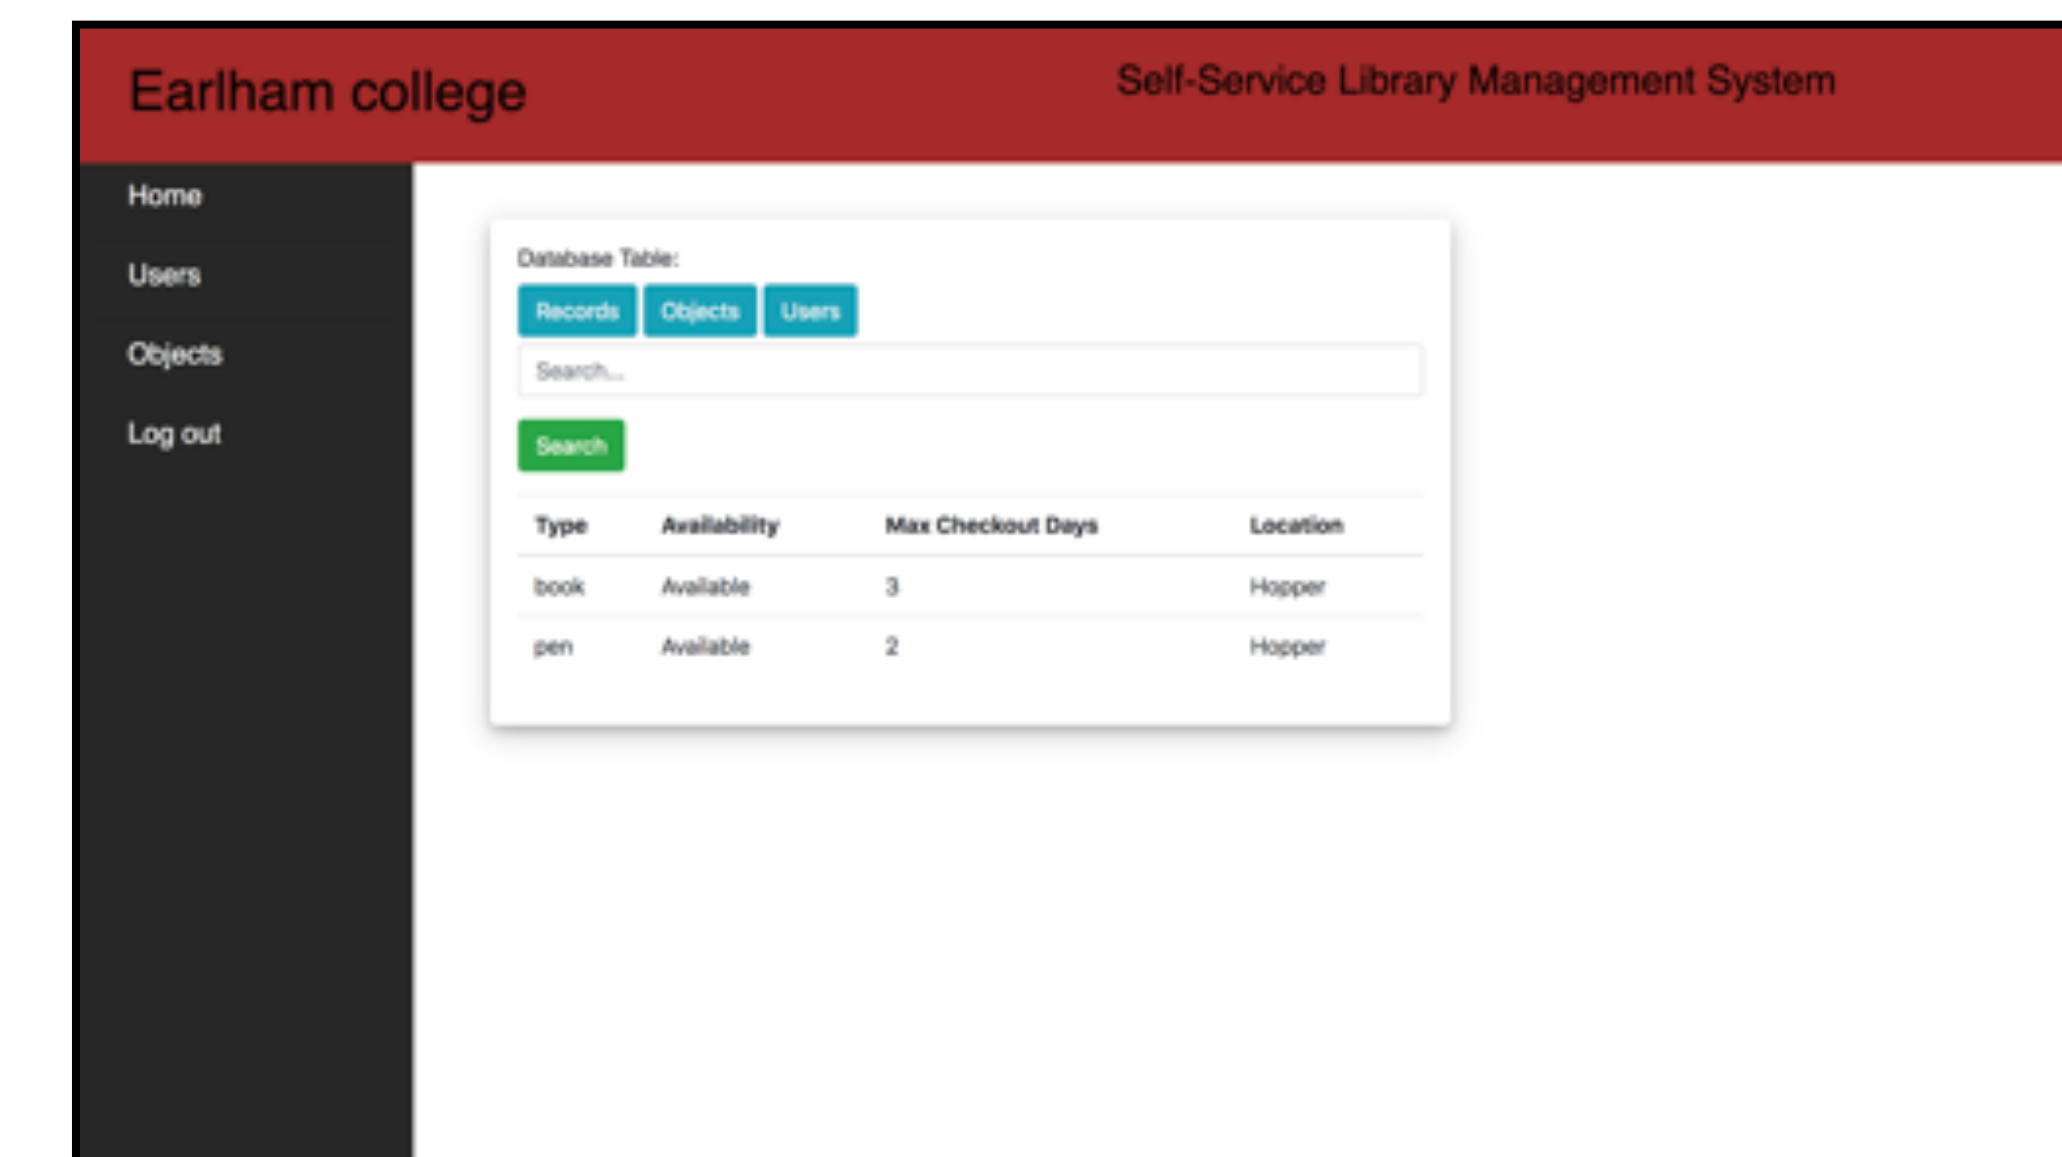 Earlham college
Self-Service Library Management System
Home
Users
Objects
Log out
Database Table:
Records Objects Users
Search...
Search
Type Availability Max Checkout Days Location
book Available 3 Hopper
pen Available 2 Hopper